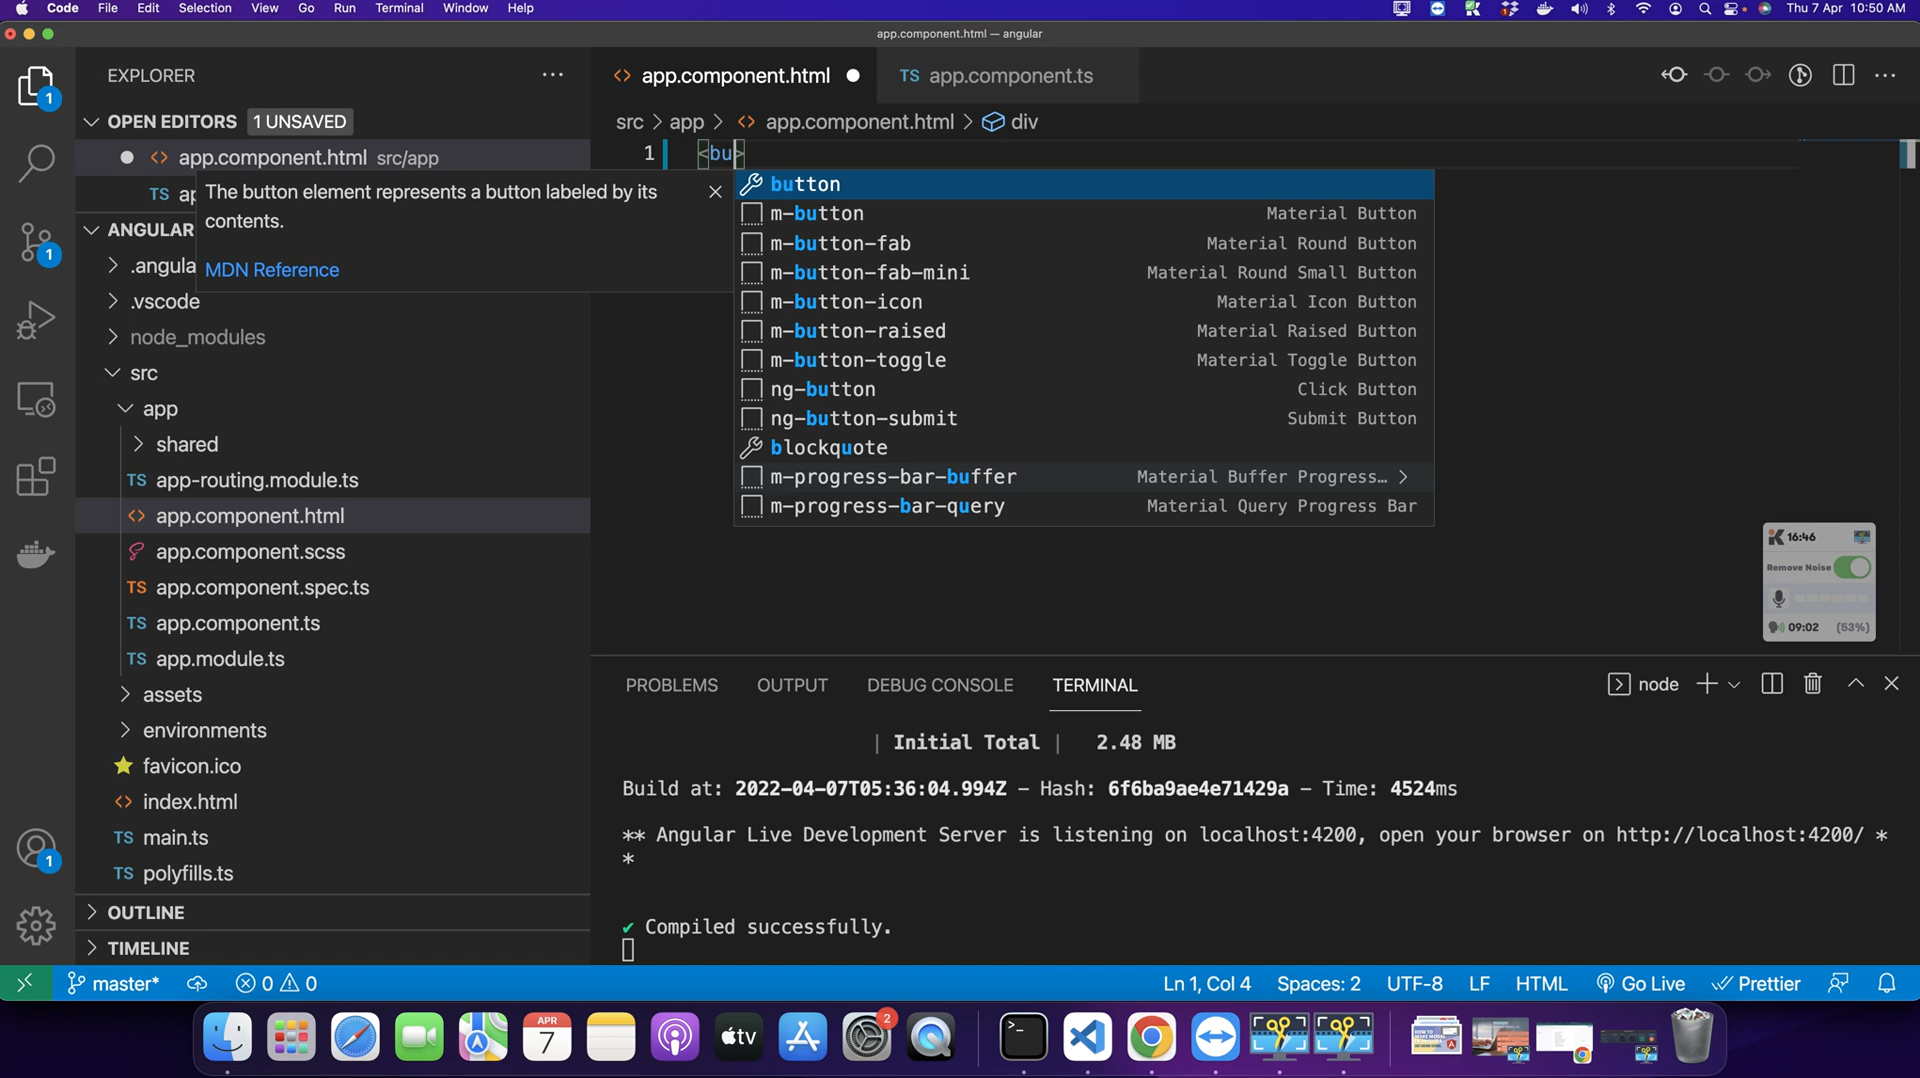 Code File Edit Selection View Go Run Terminal Window Help
Thu 7 Apr 10:50 AM
app.component.html — angular
EXPLORER
OPEN EDITORS 1 UNSAVED
app.component.html src/app
TS ap
ANGULAR
.angula
.vscode
node_modules
src
app
shared
TS app-routing.module.ts
app.component.html
app.component.scss
TS app.component.spec.ts
TS app.component.ts
TS app.module.ts
assets
environments
favicon.ico
index.html
TS main.ts
TS polyfills.ts
OUTLINE
TIMELINE
1
1
1
The button element represents a button labeled by its
contents.
MDN Reference
app.component.html
TS app.component.ts
src > app > app.component.html > div
1 <bu>
button
m-button Material Button
m-button-fab Material Round Button
m-button-fab-mini Material Round Small Button
m-button-icon Material Icon Button
m-button-raised Material Raised Button
m-button-toggle Material Toggle Button
ng-button Click Button
ng-button-submit Submit Button
blockquote
m-progress-bar-buffer Material Buffer Progress…
m-progress-bar-query Material Query Progress Bar
16:46
Remove Noise
09:02 (53%)
PROBLEMS OUTPUT DEBUG CONSOLE TERMINAL
node
| Initial Total | 2.48 MB
Build at: 2022-04-07T05:36:04.994Z - Hash: 6f6ba9ae4e71429a - Time: 4524ms
** Angular Live Development Server is listening on localhost:4200, open your browser on http://localhost:4200/ *
*
✔ Compiled successfully.
master* 0 0
Ln 1, Col 4 Spaces: 2 UTF-8 LF HTML Go Live Prettier
APR
7
tv
2